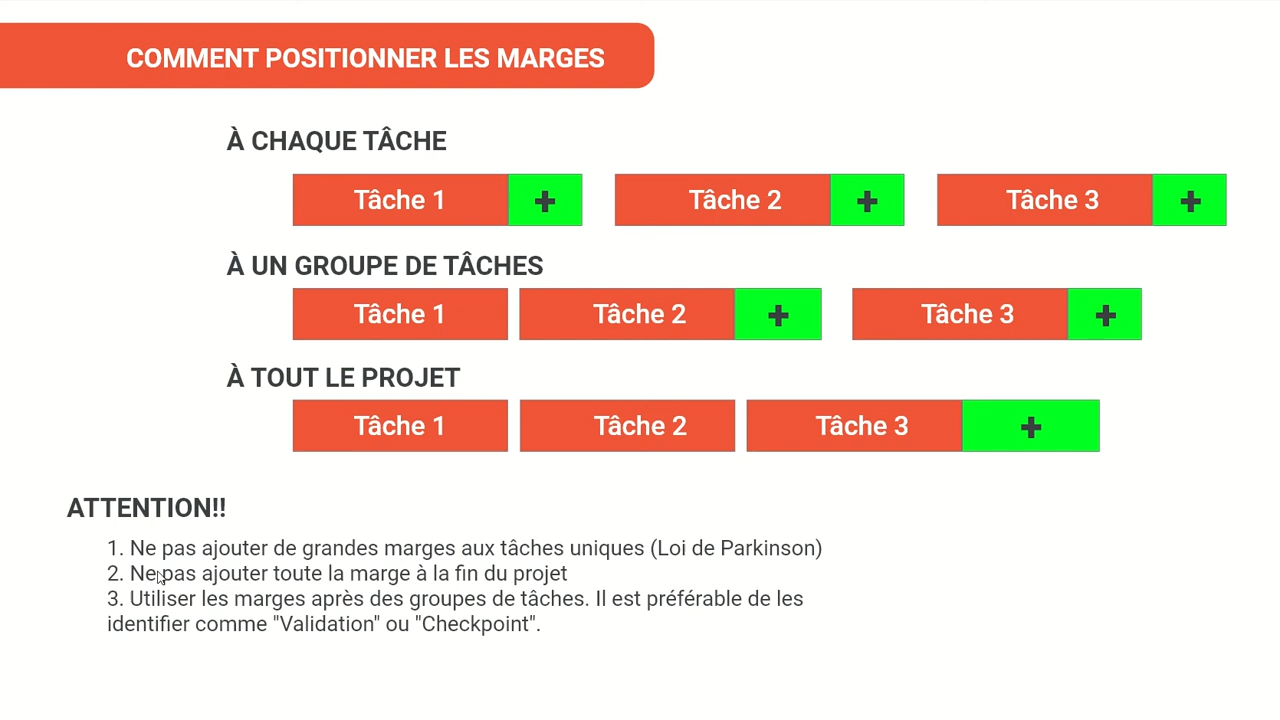 COMMENT POSITIONNER LES MARGES
À CHAQUE TÂCHE
Tâche 1 + Tâche 2 + Tâche 3 +
À UN GROUPE DE TÂCHES
Tâche 1 Tâche 2 + Tâche 3 +
À TOUT LE PROJET
Tâche 1 Tâche 2 Tâche 3 +
ATTENTION!!
1. Ne pas ajouter de grandes marges aux tâches uniques (Loi de Parkinson)
2. Ne pas ajouter toute la marge à la fin du projet
3. Utiliser les marges après des groupes de tâches. Il est préférable de les
identifier comme "Validation" ou "Checkpoint".